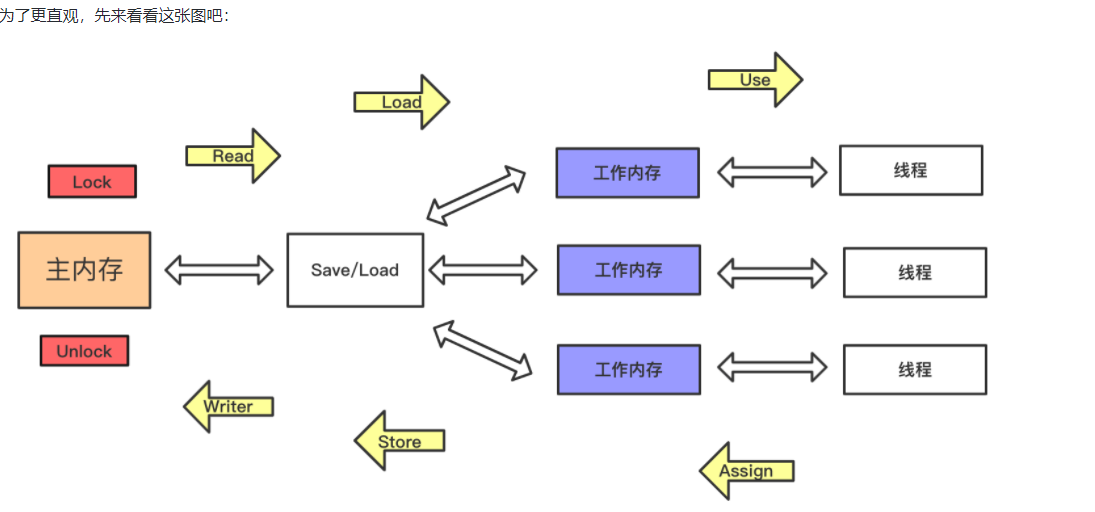 为了更直观，先来看看这张图吧：
Use
Load
Read
Lock
工作内存
线程
主内存
Save/Load
工作内存
线程
Unlock
工作内存
线程
Writer
Store
Assign